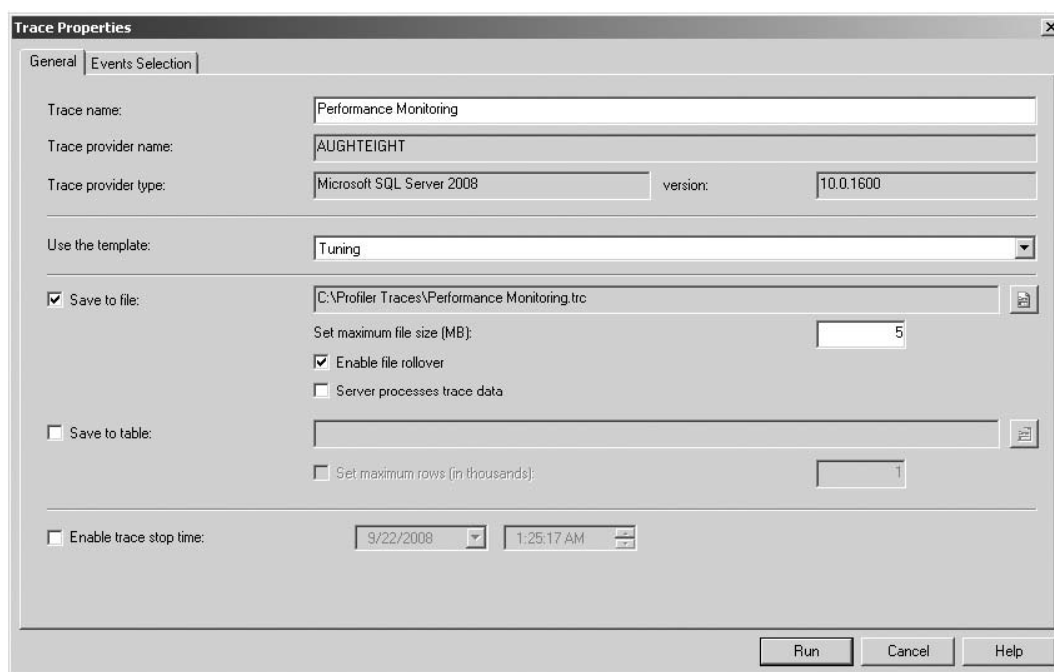 Trace Properties
General Events Selection
Trace name: Performance Monitoring
Trace provider name: AUGHTEIGHT
Trace provider type: Microsoft SQL Server 2008 version: 10.0.1600
Use the template: Tuning
Save to file: C:\Profiler Traces\Performance Monitoring.trc
Set maximum file size (MB): 5
Enable file rollover
Server processes trace data
Save to table:
Set maximum rows (in thousands): 1
Enable trace stop time: 9/22/2008 1:25:17 AM
Run Cancel Help